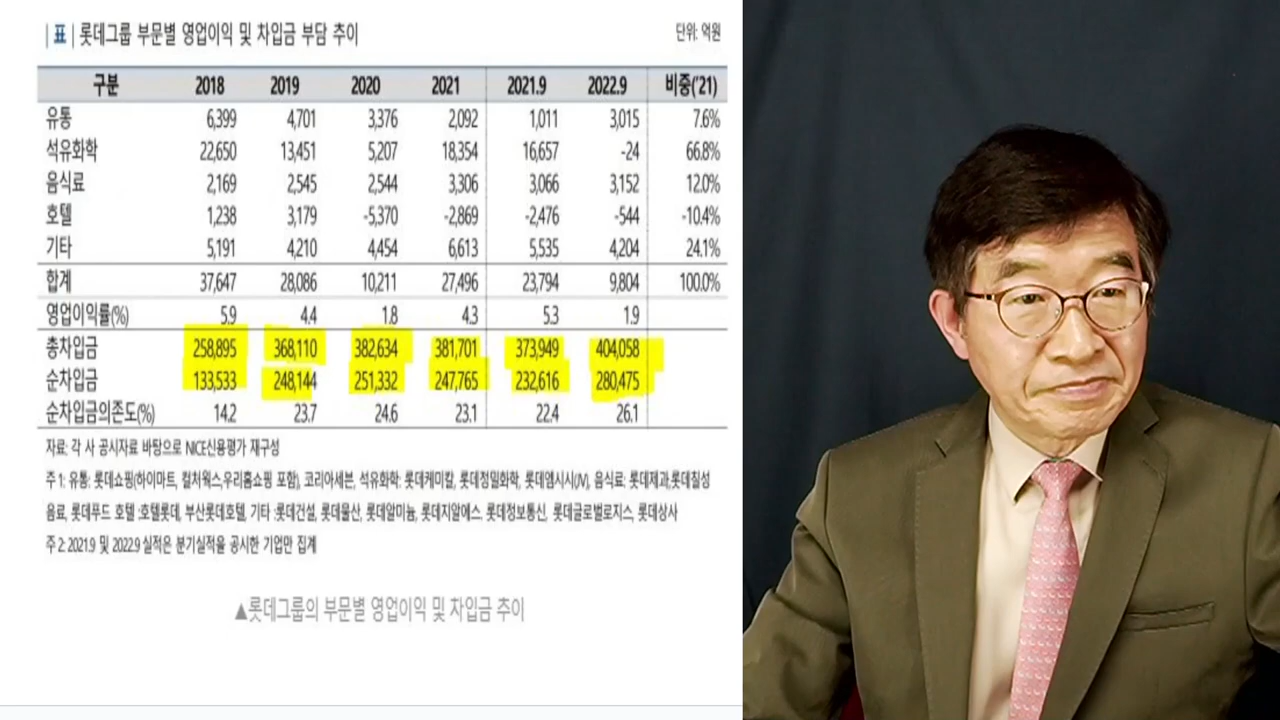 | 표 | 롯데그룹 부문별 영업이익 및 차입금 부담 추이 단위: 억원
구분 2018 2019 2020 2021 2021.9 2022.9 비중('21)
유통 6,399 4,701 3,376 2,092 1,011 3,015 7.6%
석유화학 22,650 13,451 5,207 18,354 16,657 -24 66.8%
음식료 2,169 2,545 2,544 3,306 3,066 3,152 12.0%
호텔 1,238 3,179 -5,370 -2,869 -2,476 -544 -10.4%
기타 5,191 4,210 4,454 6,613 5,535 4,204 24.1%
합계 37,647 28,086 10,211 27,496 23,794 9,804 100.0%
영업이익률(%) 5.9 4.4 1.8 4.3 5.3 1.9
총차입금 258,895 368,110 382,634 381,701 373,949 404,058
순차입금 133,533 248,144 251,332 247,765 232,616 280,475
순차입금의존도(%) 14.2 23.7 24.6 23.1 22.4 26.1
자료: 각 사 공시자료 바탕으로 NICE신용평가 재구성
주 1: 유통: 롯데쇼핑(하이마트, 컬처웍스,우리홈쇼핑 포함), 코리아세븐, 석유화학: 롯데케미칼, 롯데정밀화학, 롯데엠시시(JV), 음식료: 롯데제과,롯데칠성
음료, 롯데푸드 호텔 :호텔롯데, 부산롯데호텔, 기타 :롯데건설, 롯데물산, 롯데알미늄, 롯데지알에스. 롯데정보통신, 롯데글로벌로지스, 롯데상사
주 2: 2021.9 및 2022.9 실적은 분기실적을 공시한 기업만 집계
▲롯데그룹의 부문별 영업이익 및 차입금 추이